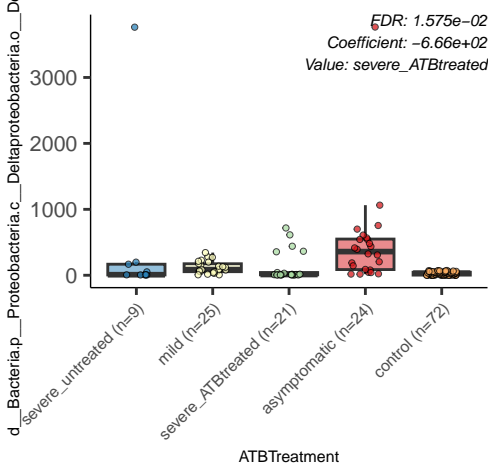 FDR: 1.575e−02
Coefficient: −6.66e+02
Value: severe_ATBtreated
d__Bacteria.p__Proteobacteria.c__Deltaproteobacteria.o__De
3000
2000
1000
0
severe_untreated (n=9)
mild (n=25)
severe_ATBtreated (n=21)
asymptomatic (n=24)
control (n=72)
ATBTreatment